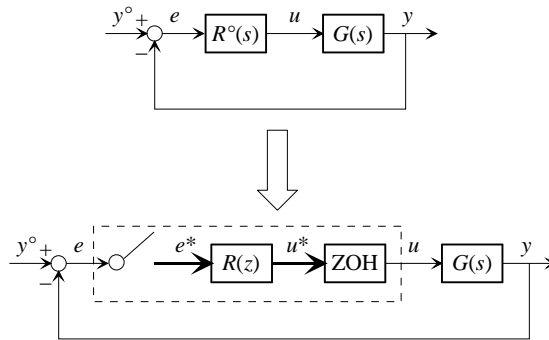 y° + e R°(s) u G(s) y
−
y° + e e* R(z) u* ZOH u G(s) y
−